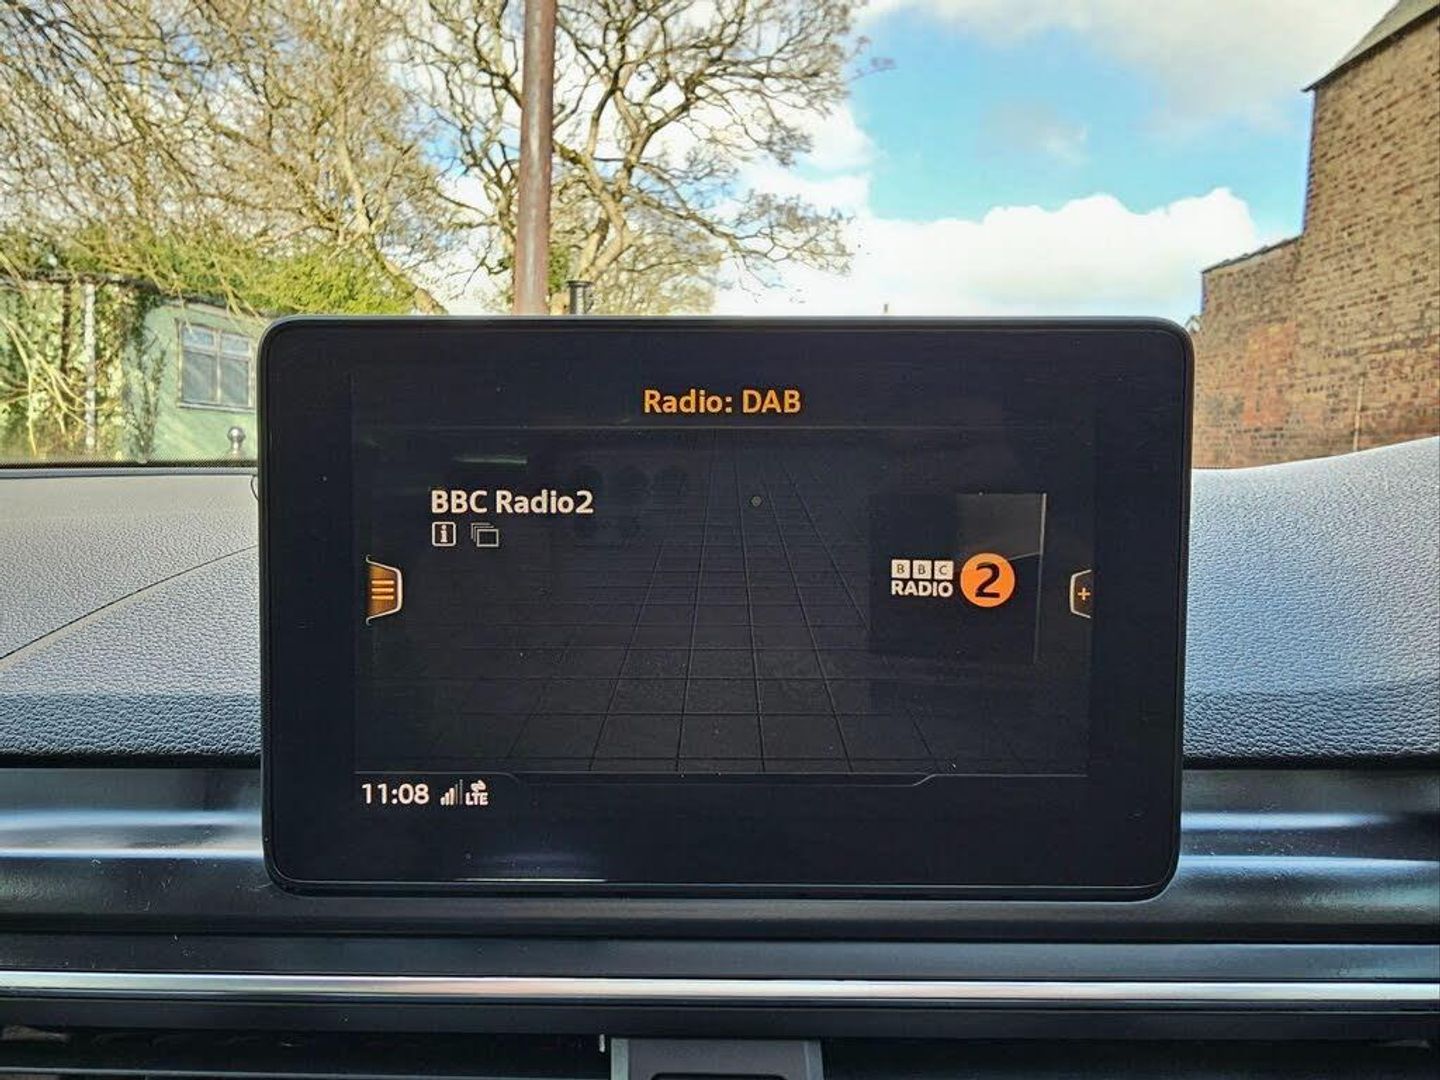 Radio: DAB
BBC Radio2
i
BBC
RADIO 2
+
11:08 LTE